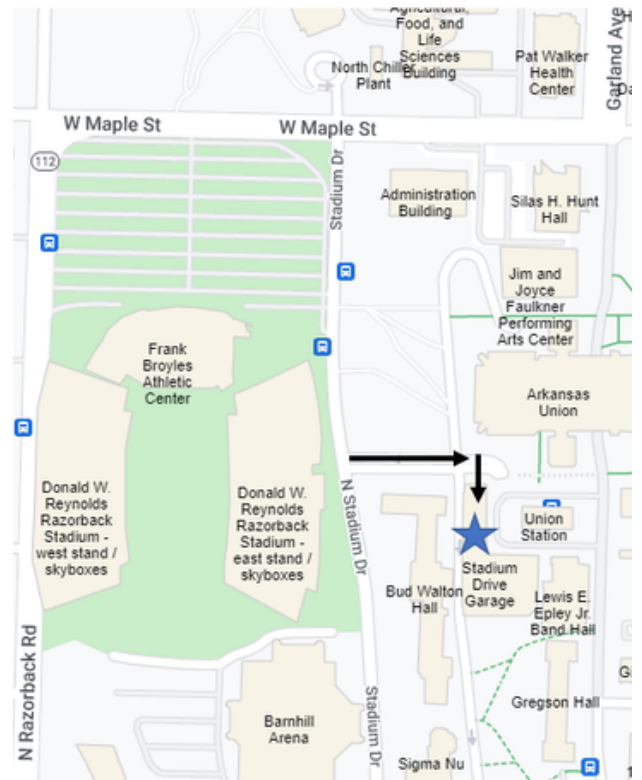 Agricultural,
Food, and
Life
Sciences
Building
North Chiller
Plant
Pat Walker
Health
Center
Garland Ave
W Maple St
W Maple St
112
Stadium Dr
Administration
Building
Silas H. Hunt
Hall
Jim and
Joyce
Faulkner
Performing
Arts Center
Frank
Broyles
Athletic
Center
Arkansas
Union
Donald W.
Reynolds
Razorback
Stadium -
west stand /
skyboxes
Donald W.
Reynolds
Razorback
Stadium -
east stand /
skyboxes
N Stadium Dr
Union
Station
Stadium
Drive
Garage
Bud Walton
Hall
Lewis E.
Epley Jr.
Band Hall
N Razorback Rd
Stadium Dr
Barnhill
Arena
Gregson Hall
Sigma Nu